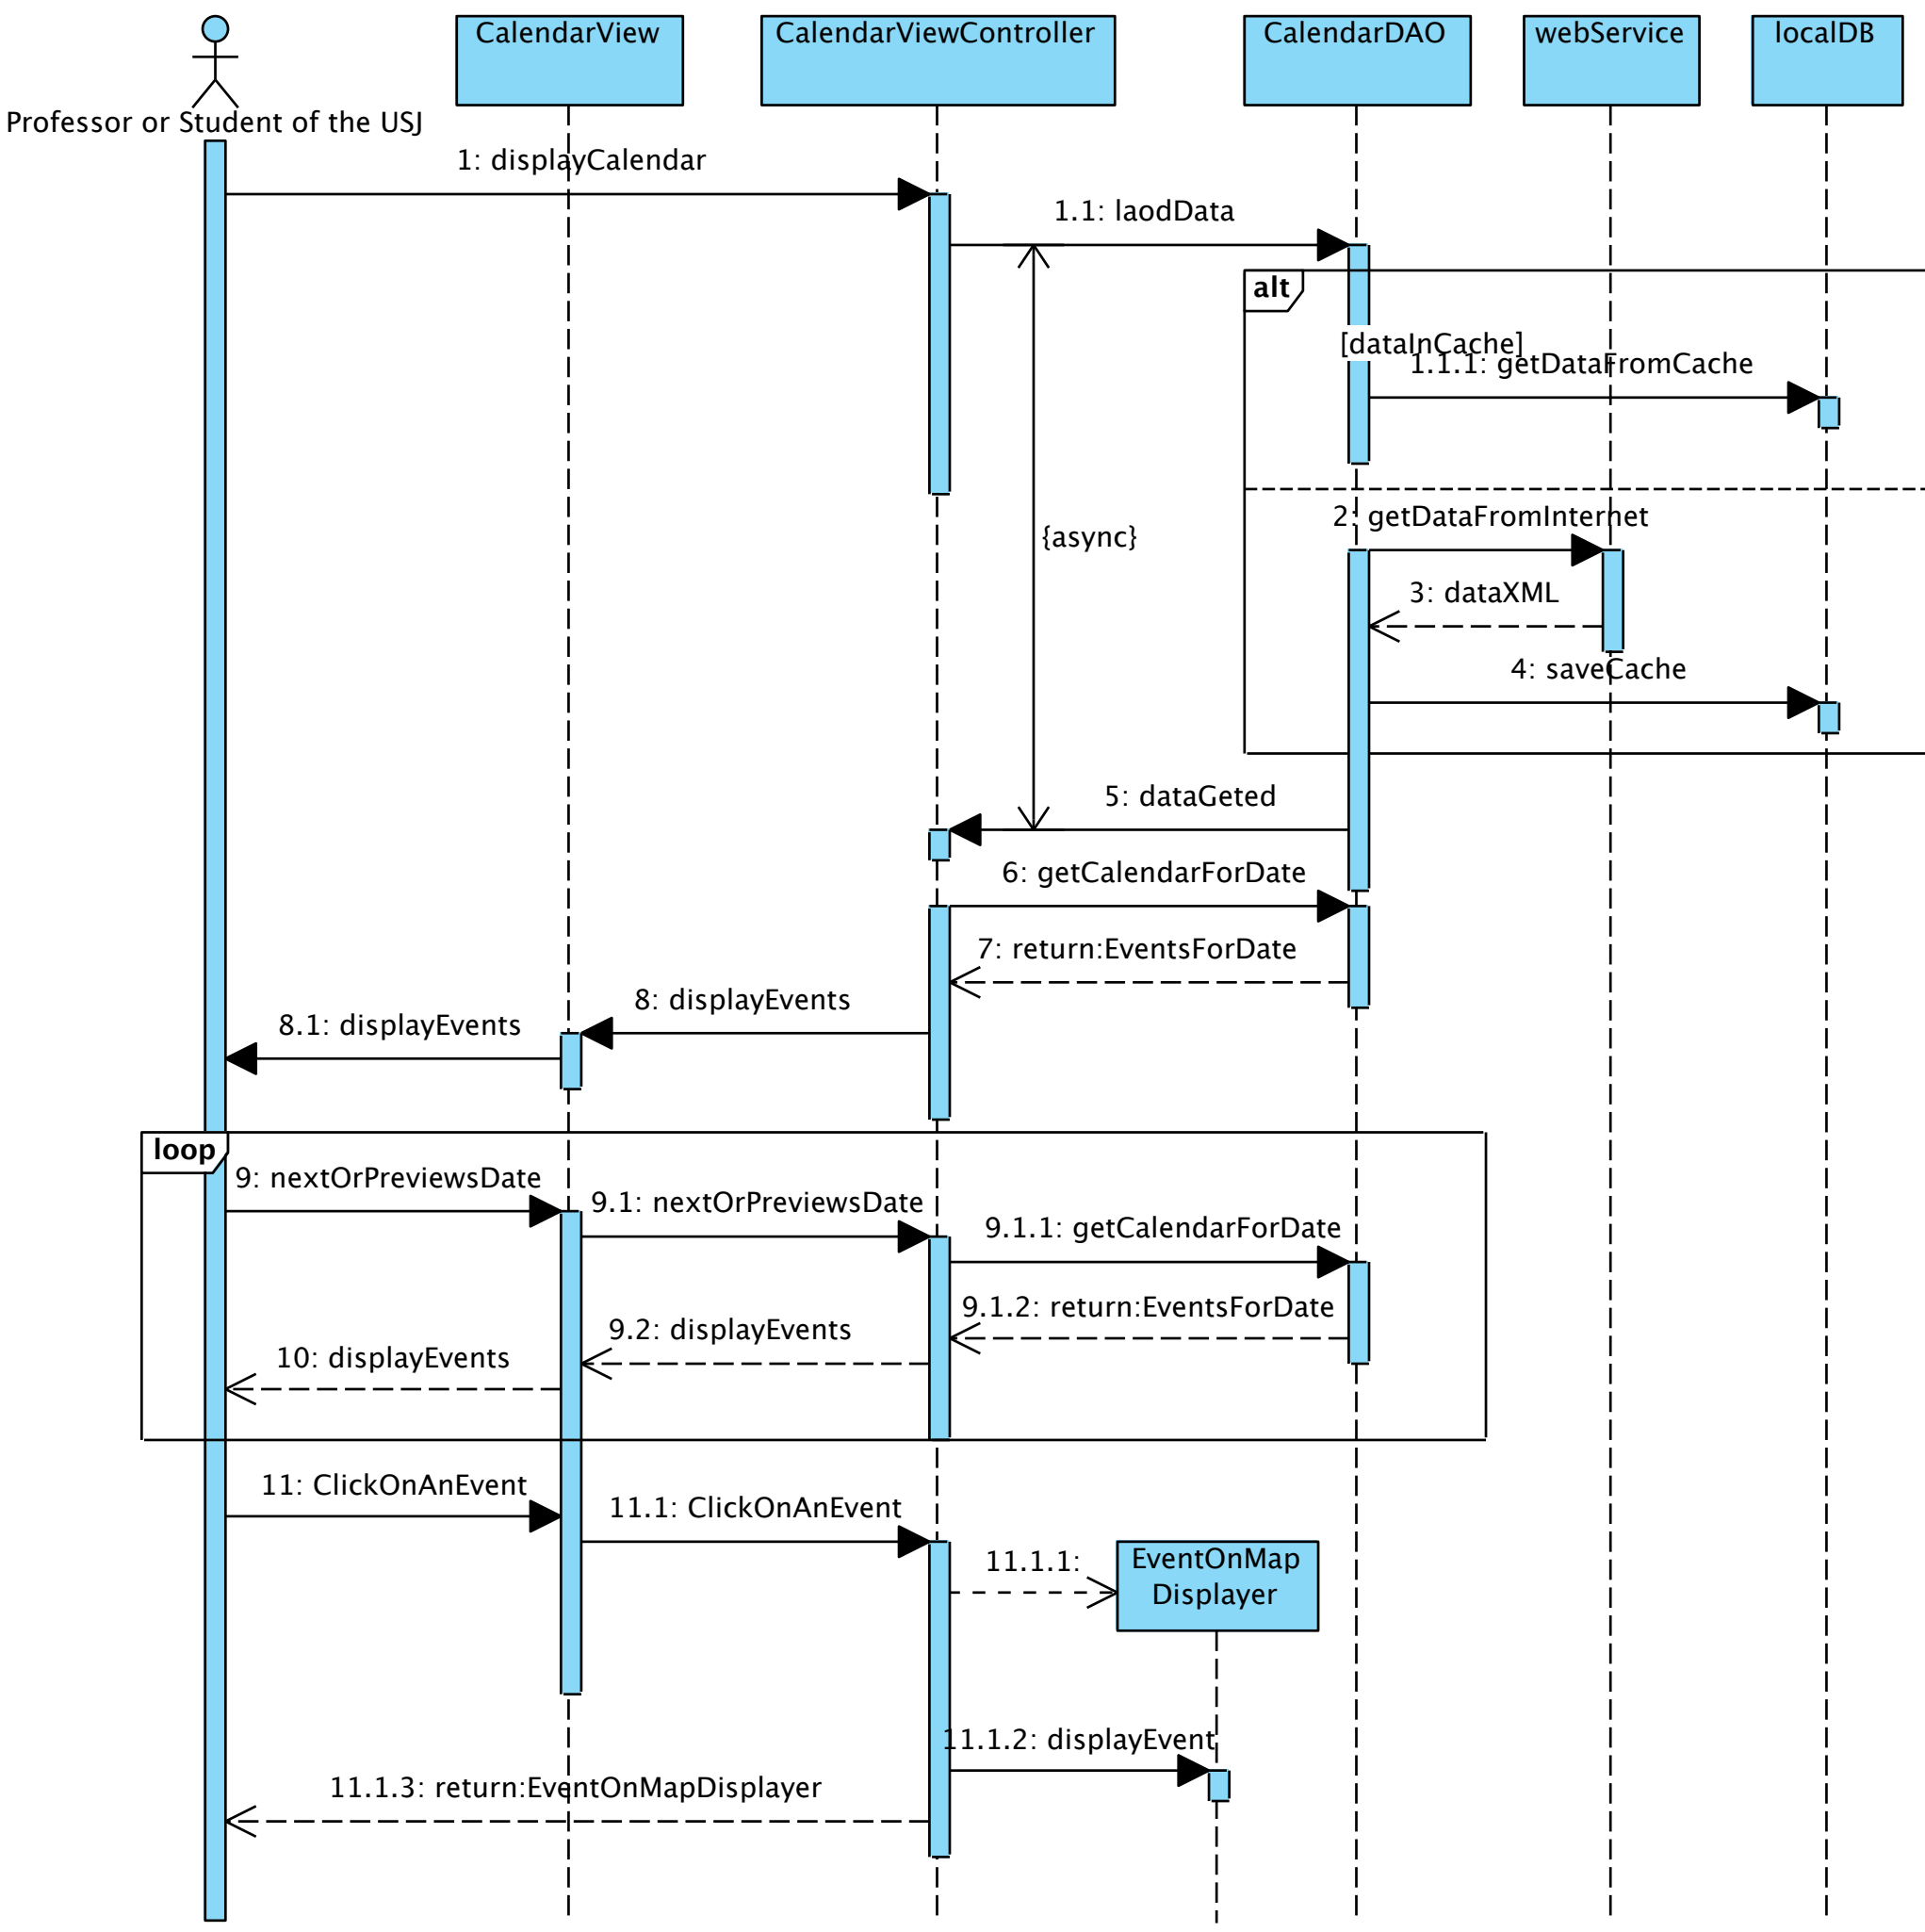 CalendarView
CalendarViewController
CalendarDAO
webService
localDB
Professor or Student of the USJ
1: displayCalendar
1.1: laodData
alt
[dataInCache]
1.1.1: getDataFromCache
2: getDataFromInternet
{async}
3: dataXML
4: saveCache
5: dataGeted
6: getCalendarForDate
7: return:EventsForDate
8: displayEvents
8.1: displayEvents
loop
9: nextOrPreviewsDate
9.1: nextOrPreviewsDate
9.1.1: getCalendarForDate
9.1.2: return:EventsForDate
9.2: displayEvents
10: displayEvents
11: ClickOnAnEvent
11.1: ClickOnAnEvent
11.1.1:
EventOnMap
Displayer
11.1.2: displayEvent
11.1.3: return:EventOnMapDisplayer